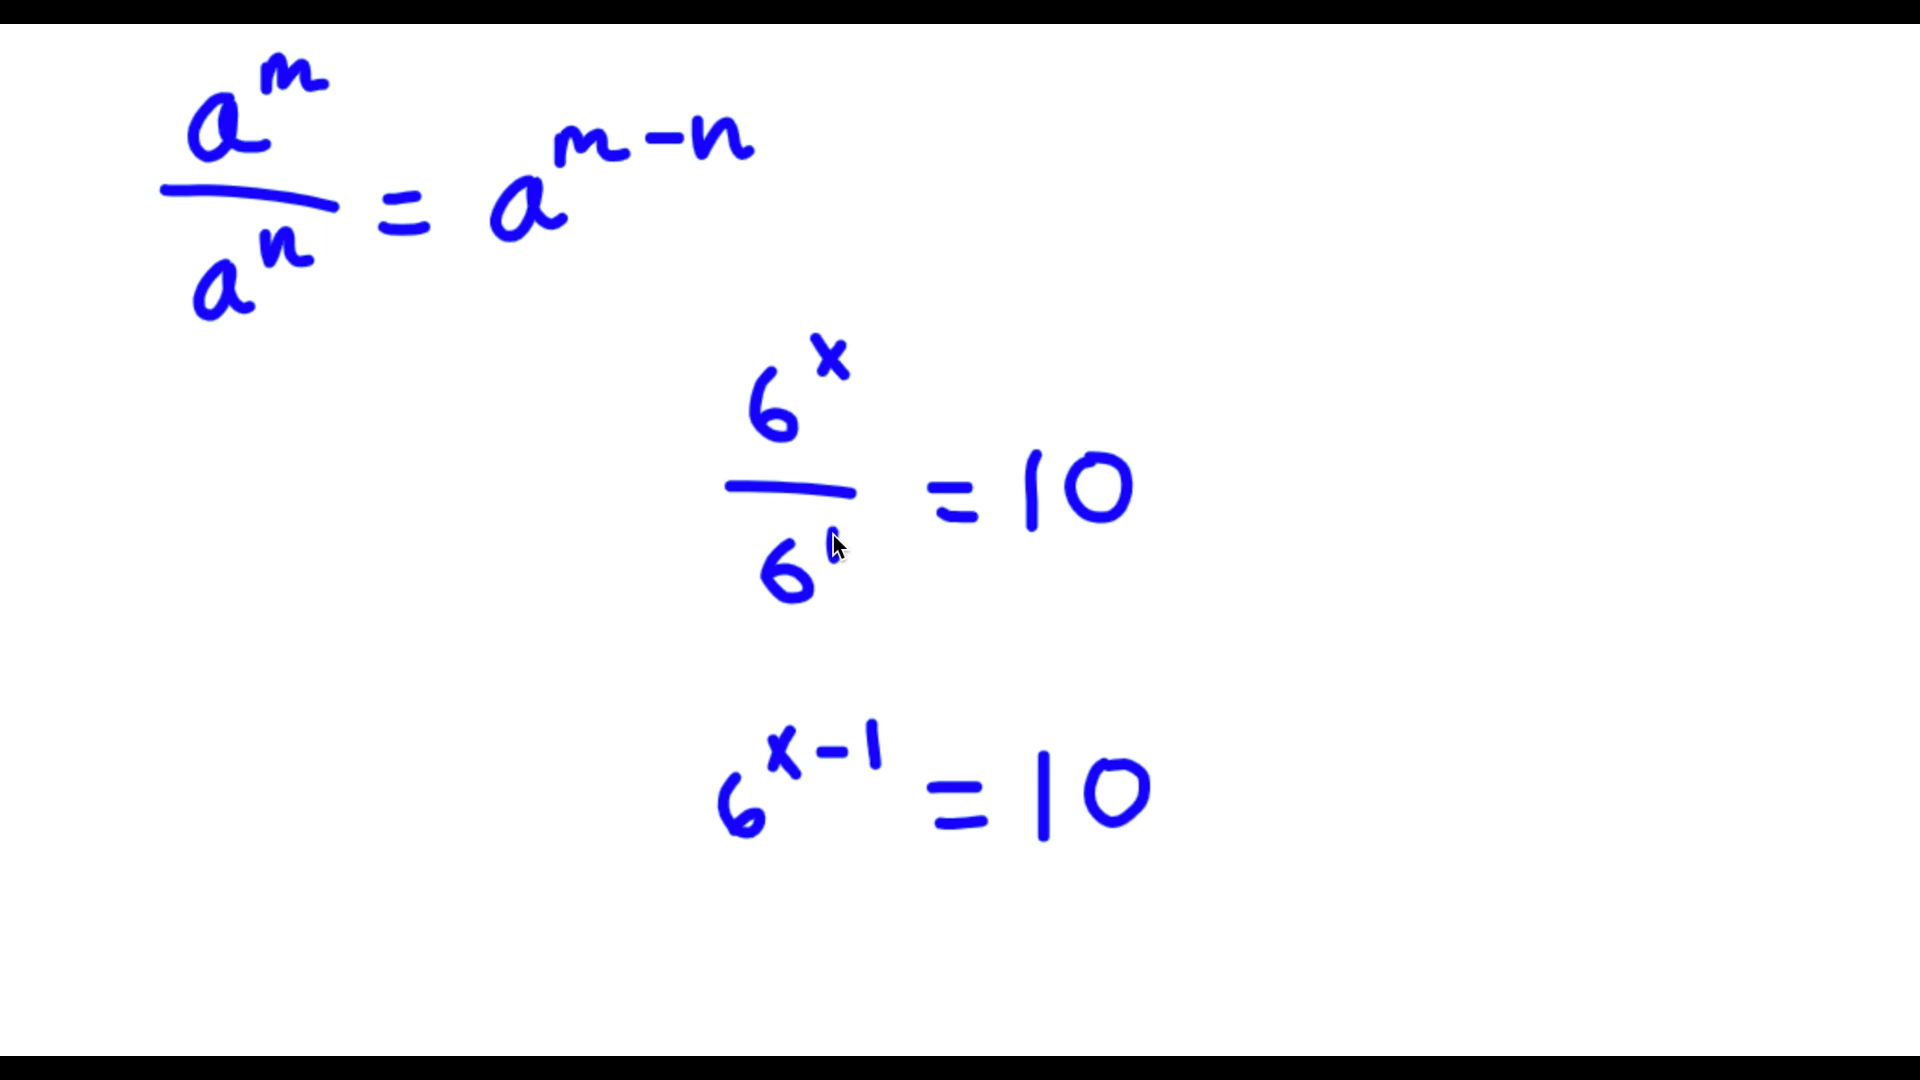 a^m / a^n = a^(m-n)
6^x / 6^1 = 10
6^(x-1) = 10